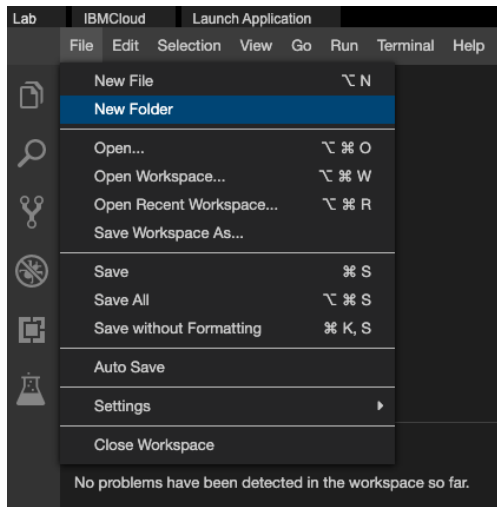 Lab IBMCloud Launch Application
File Edit Selection View Go Run Terminal Help
New File ⌥ N
New Folder
Open... ⌥ ⌘ O
Open Workspace... ⌥ ⌘ W
Open Recent Workspace... ⌥ ⌘ R
Save Workspace As...
Save ⌘ S
Save All ⌥ ⌘ S
Save without Formatting ⌘ K, S
Auto Save
Settings
Close Workspace
No problems have been detected in the workspace so far.